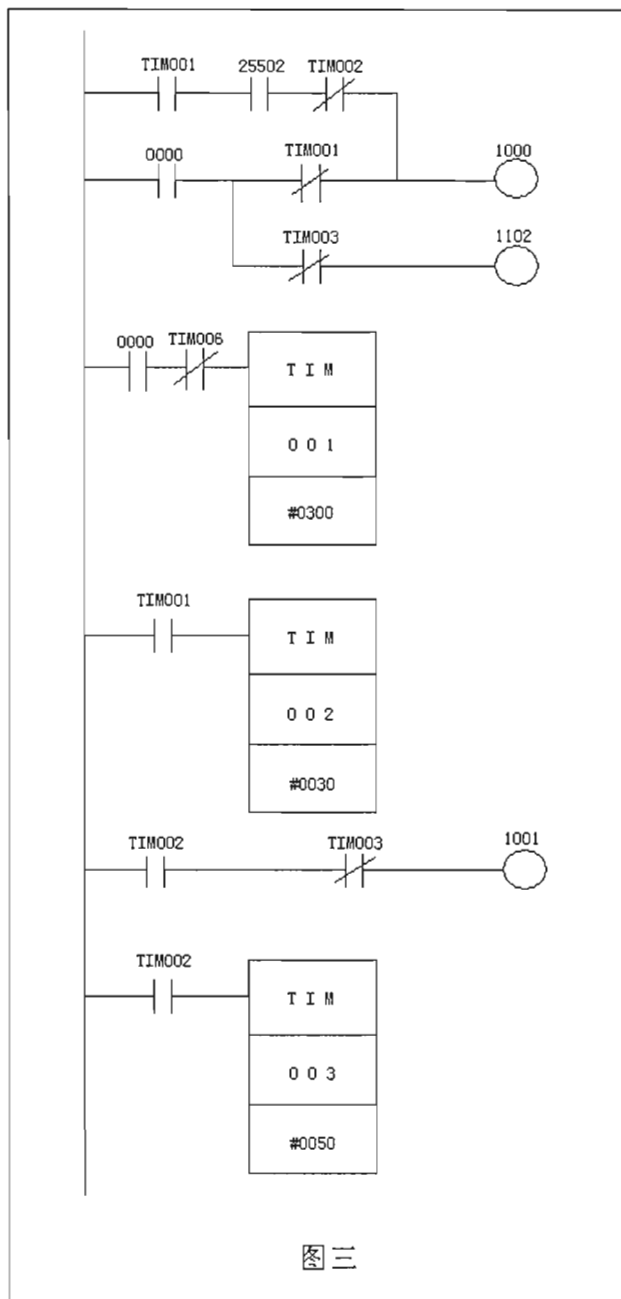 TIM001 25502 TIM002
0000 TIM001 1000
TIM003 1102
0000 TIM006
T I M
0 0 1
#0300
TIM001
T I M
0 0 2
#0030
TIM002 TIM003 1001
TIM002
T I M
0 0 3
#0050
图三